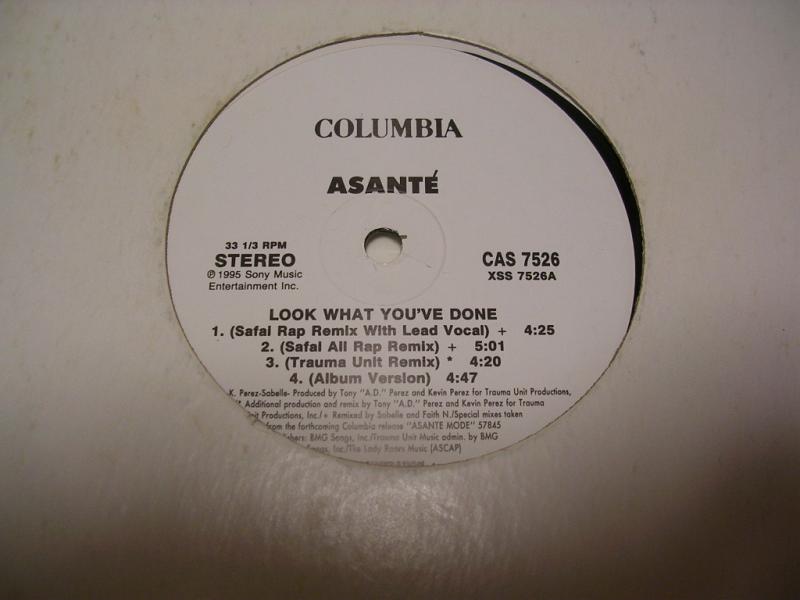 COLUMBIA
ASANTÉ
33 1/3 RPM
STEREO
℗ 1995 Sony Music
Entertainment Inc.
CAS 7526
XSS 7526A
LOOK WHAT YOU'VE DONE
1. (Safai Rap Remix With Lead Vocal) + 4:25
2. (Safai All Rap Remix) + 5:01
3. (Trauma Unit Remix) * 4:20
4. (Album Version) 4:47
K. Perez-Sabelle- Produced by Tony "A.D." Perez and Kevin Perez for Trauma Unit Productions,
* Additional production and remix by Tony "A.D." Perez and Kevin Perez for Trauma
Unit Productions, Inc./+ Remixed by Sabelle and Faith N./Special mixes taken
from the forthcoming Columbia release "ASANTE MODE" 57845
BMG Songs, Inc./Trauma Unit Music admin. by BMG
Songs, Inc./The Lady Roars Music (ASCAP)